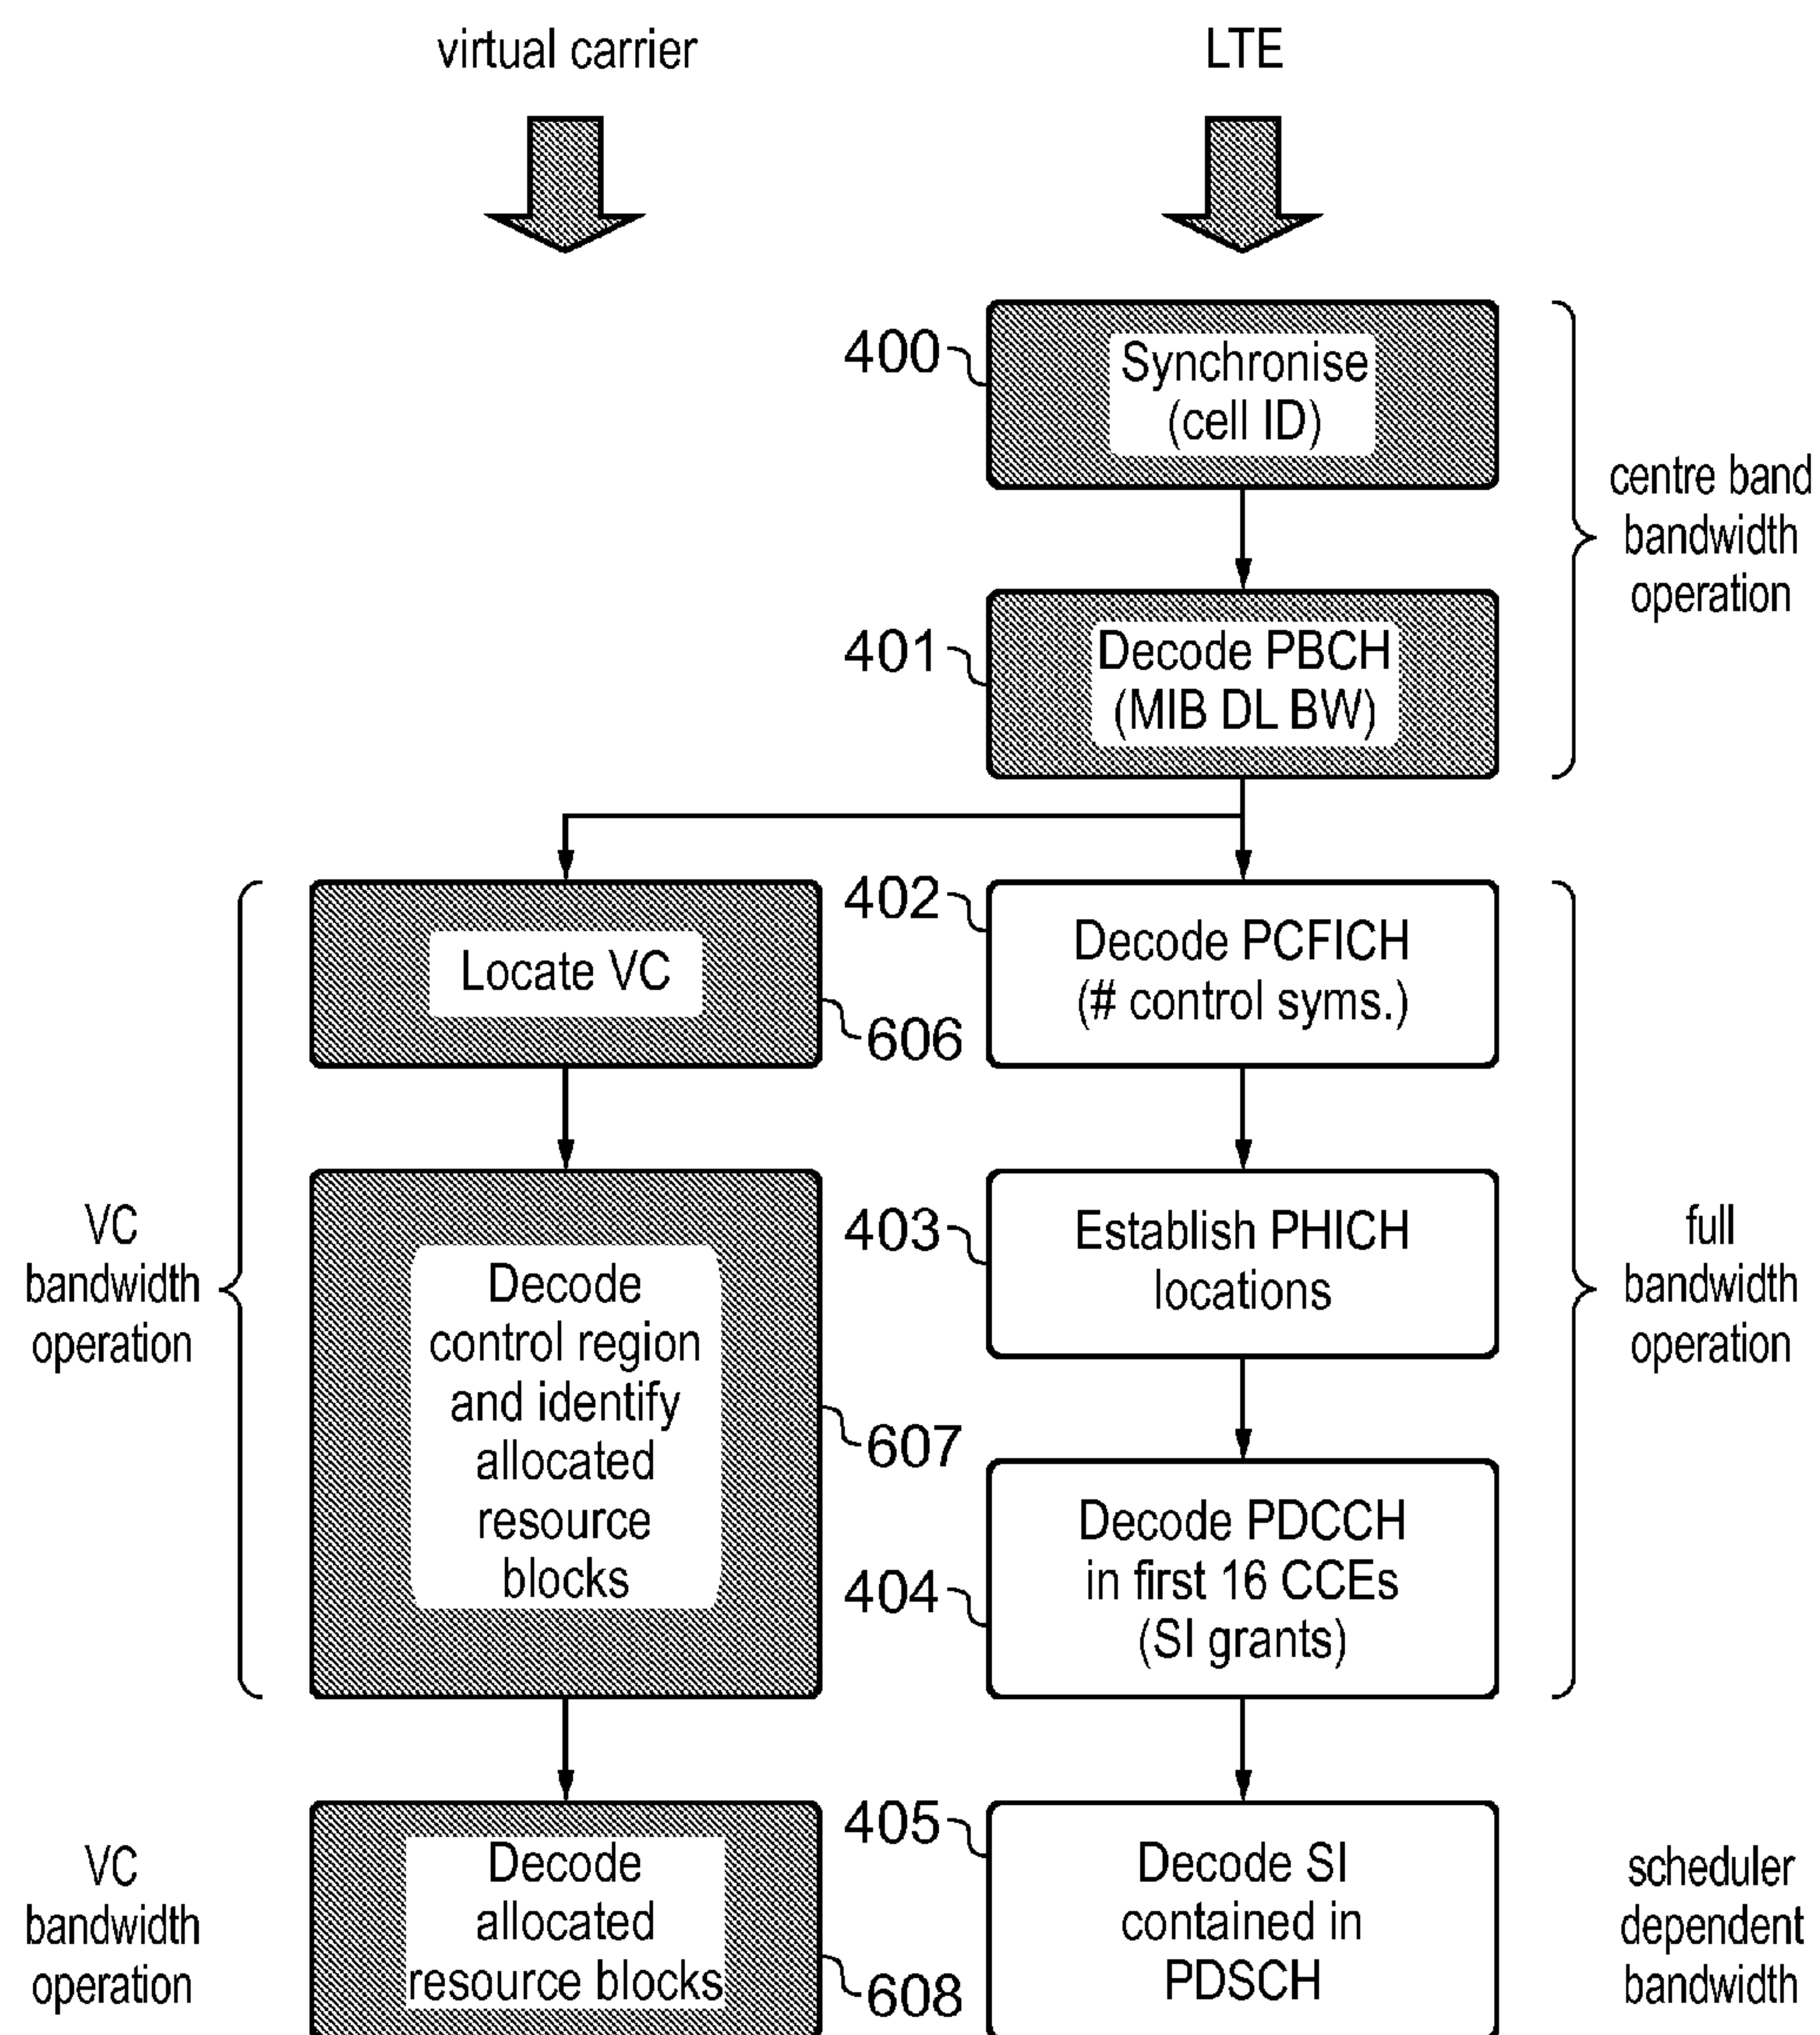 virtual carrier
LTE
400
Synchronise
(cell ID)
centre band
bandwidth
operation
401
Decode PBCH
(MIB DL BW)
VC
bandwidth
operation
Locate VC
606
402
Decode PCFICH
(# control syms.)
Decode
control region
and identify
allocated
resource
blocks
607
403
Establish PHICH
locations
full
bandwidth
operation
404
Decode PDCCH
in first 16 CCEs
(SI grants)
VC
bandwidth
operation
Decode
allocated
resource blocks
608
405
Decode SI
contained in
PDSCH
scheduler
dependent
bandwidth